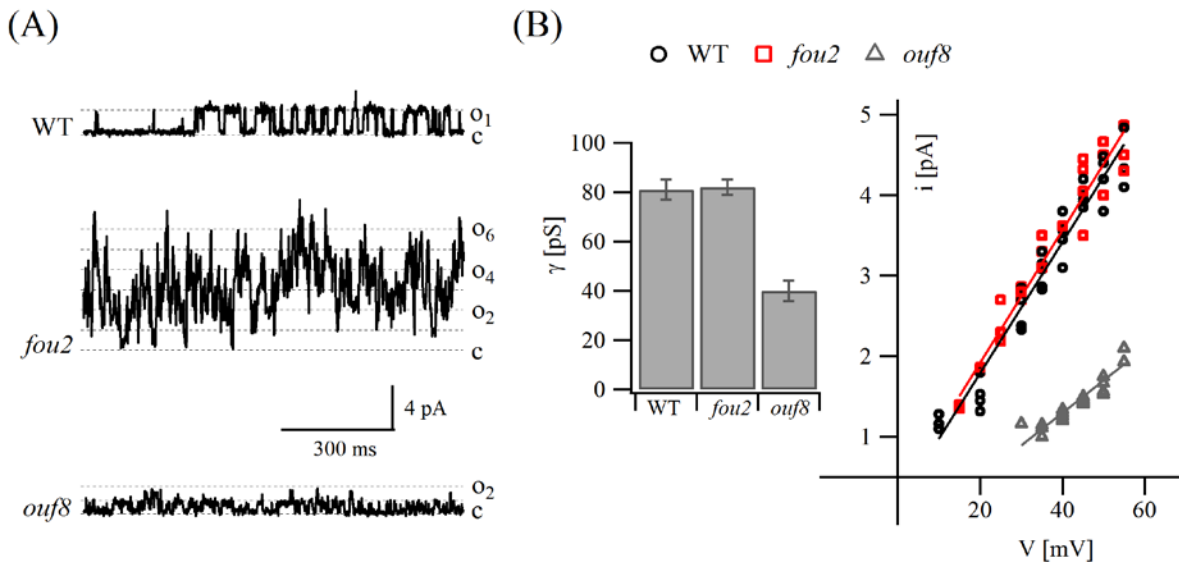 (A)
WT
o1
c
fou2
o6
o4
o2
c
4 pA
300 ms
ouf8
o2
c
(B)
WT fou2 ouf8
γ [pS]
100
80
60
40
20
0
WT fou2 ouf8
i [pA]
5
4
3
2
1
20 40 60
V [mV]